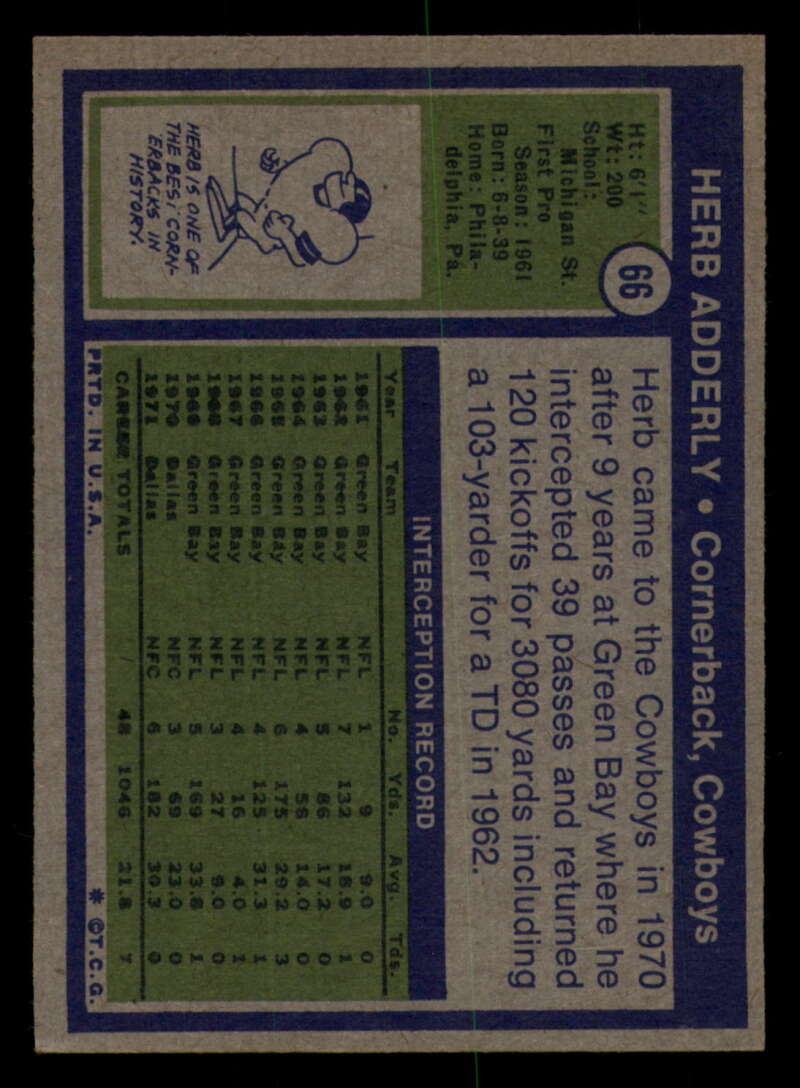 HERB ADDERLY • Cornerback, Cowboys
66
Ht: 6'1"
Wt: 200
School:
Michigan St.
First Pro
Season: 1961
Born: 6-8-39
Home: Phila-
delphia, Pa.
HERB IS ONE OF
THE BEST CORN-
ERBACKS IN
HISTORY.
Herb came to the Cowboys in 1970
after 9 years at Green Bay where he
intercepted 39 passes and returned
120 kickoffs for 3080 yards including
a 103-yarder for a TD in 1962.
INTERCEPTION RECORD
Year Team No. Yds. Avg. Tds.
1961 Green Bay NFL 1 9 9.0 0
1962 Green Bay NFL 7 132 18.9 1
1963 Green Bay NFL 5 86 17.2 0
1964 Green Bay NFL 4 56 14.0 0
1965 Green Bay NFL 6 175 29.2 3
1966 Green Bay NFL 4 125 31.3 1
1967 Green Bay NFL 4 16 4.0 1
1968 Green Bay NFL 3 27 9.0 0
1969 Green Bay NFL 5 169 33.8 1
1970 Dallas NFC 3 69 23.0 0
1971 Dallas NFC 6 182 30.3 0
CAREER TOTALS 48 1046 21.8 7
PRTD. IN U.S.A. * ©T.C.G.